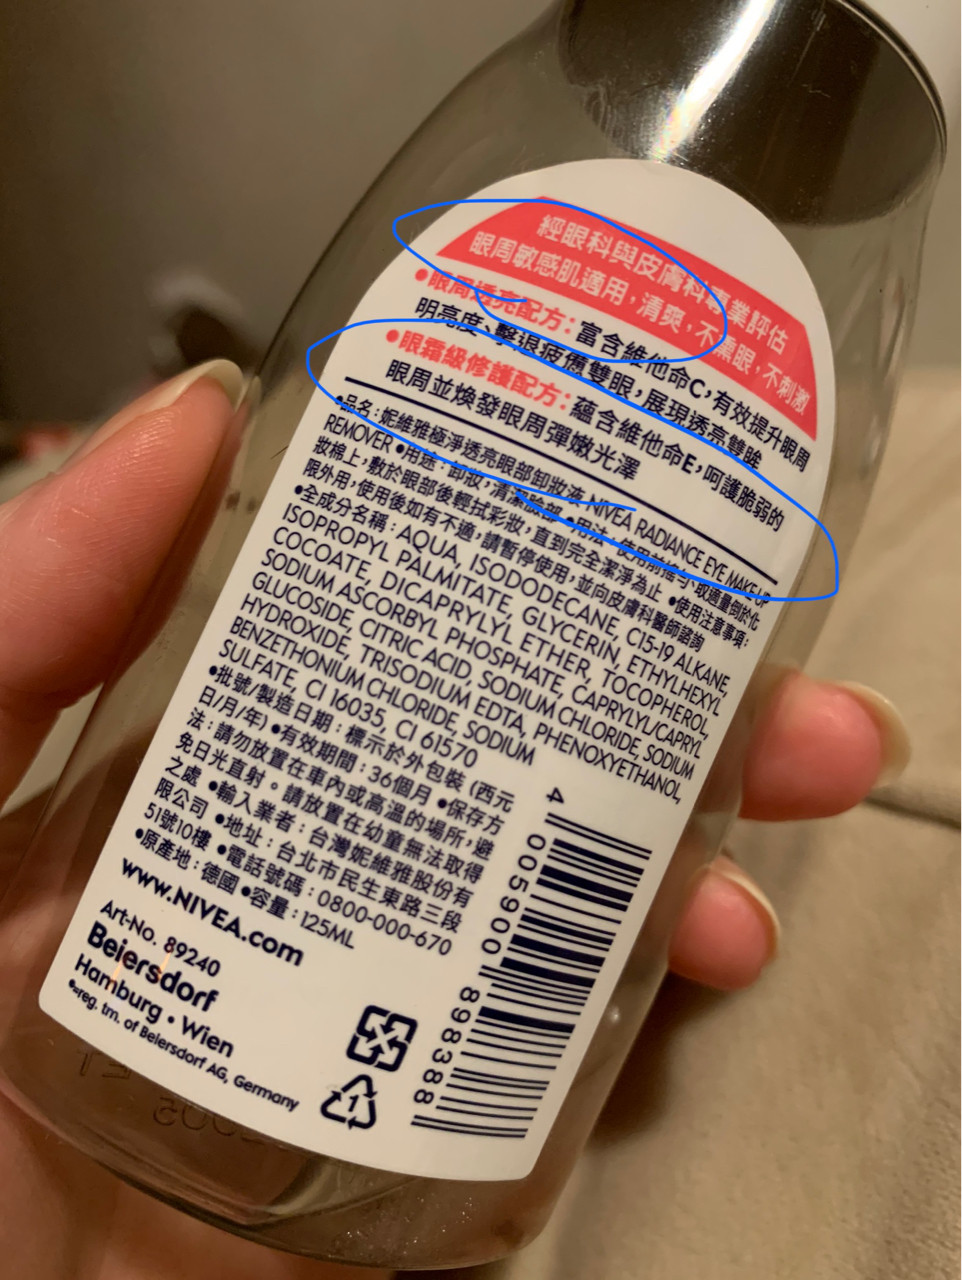 經眼科與皮膚科專業評估
眼周敏感肌適用，清爽，不熏眼，不刺激
•眼周透亮配方：富含維他命C，有效提升眼周
明亮度、擊退疲憊雙眼，展現透亮雙眸
•眼霜級修護配方：蘊含維他命E，呵護脆弱的
眼周並煥發眼周彈嫩光澤
•品名：妮維雅極淨透亮眼部卸妝液 NIVEA RADIANCE EYE MAKE UP
REMOVER •用途：卸妝，清潔臉部 •用法：使用前搖勻、取適量倒於化
妝棉上，敷於眼部後輕拭彩妝，直到完全潔淨為止 •使用注意事項：
限外用，使用後如有不適，請暫停使用，並向皮膚科醫師諮詢
•全成分名稱：AQUA, ISODODECANE, C15-19 ALKANE,
ISOPROPYL PALMITATE, GLYCERIN, ETHYLHEXYL
COCOATE, DICAPRYLYL ETHER, TOCOPHEROL,
SODIUM ASCORBYL PHOSPHATE, CAPRYLYL/CAPRYL
GLUCOSIDE, CITRIC ACID, SODIUM CHLORIDE, SODIUM
HYDROXIDE, TRISODIUM EDTA, PHENOXYETHANOL,
BENZETHONIUM CHLORIDE, SODIUM
SULFATE, CI 16035, CI 61570
•批號/製造日期：標示於外包裝 (西元
日/月/年) •有效期間：36個月 •保存方
法：請勿放置在車內或高溫的場所，避
免日光直射。請放置在幼童無法取得
之處 •輸入業者：台灣妮維雅股份有
限公司 •地址：台北市民生東路三段
51號10樓 •電話號碼：0800-000-670
•原產地：德國 •容量：125ML
www.NIVEA.com
Art-No. 89240
Beiersdorf
Hamburg • Wien
•=reg. tm. of Beiersdorf AG, Germany
1
4 005900 898388